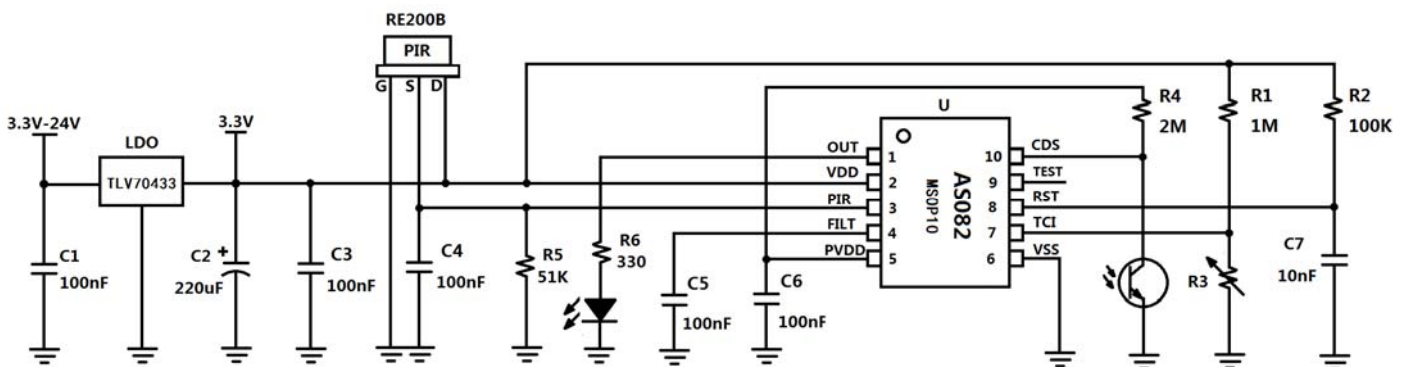 RE200B
PIR
G S D
3.3V-24V
LDO
TLV70433
3.3V
C1
100nF
C2
+
220uF
C3
100nF
C4
100nF
R5
51K
R6
330
C5
100nF
C6
100nF
U
AS082
MSOP10
OUT 1
VDD 2
PIR 3
FILT 4
PVDD 5
10 CDS
9 TEST
8 RST
7 TCI
6 VSS
R4
2M
R1
1M
R2
100K
R3
C7
10nF